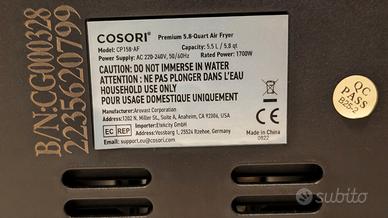 COSORI® Premium 5.8-Quart Air Fryer
Model: CP158-AF Capacity: 5.5 L / 5.8 qt
Power Supply: AC 220-240V, 50/60Hz Rated Power: 1700W
CAUTION: DO NOT IMMERSE IN WATER
ATTENTION: NE PAS PLONGER DANS L'EAU
HOUSEHOLD USE ONLY
POUR USAGE DOMESTIQUE UNIQUEMENT
Manufacturer: Arovast Corporation
Address: 1202 N. Miller St., Suite A, Anaheim, CA 92806, USA
EC REP
Importer: Etekcity GmbH
Address: Vossbarg 1, 25524 Itzehoe, Germany
Email: support.eu@cosori.com
Made in China
0822
B/N:CG000328
2235620799
QC
PASS
B25-2
subito